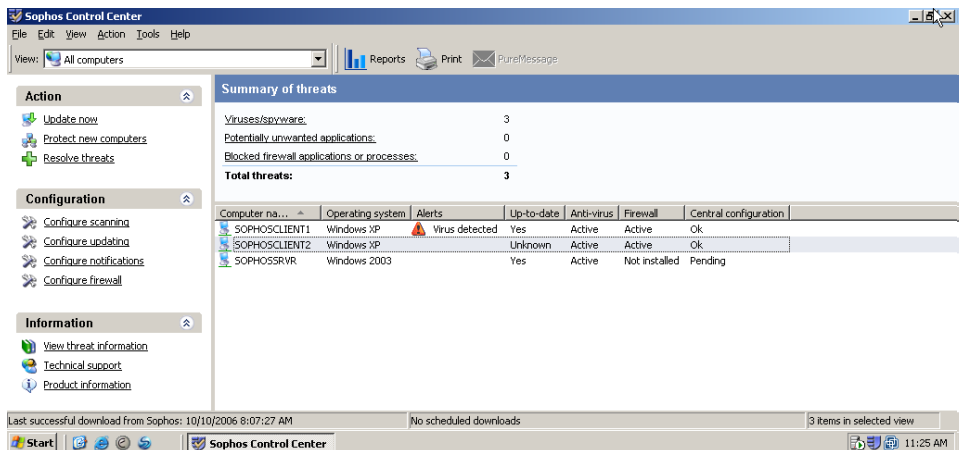 Sophos Control Center
File Edit View Action Tools Help
View: All computers Reports Print PureMessage
Action
Update now
Protect new computers
Resolve threats
Configuration
Configure scanning
Configure updating
Configure notifications
Configure firewall
Information
View threat information
Technical support
Product information
Summary of threats
Viruses/spyware: 3
Potentially unwanted applications: 0
Blocked firewall applications or processes: 0
Total threats: 3
Computer na... Operating system Alerts Up-to-date Anti-virus Firewall Central configuration
SOPHOSCLIENT1 Windows XP Virus detected Yes Active Active Ok
SOPHOSCLIENT2 Windows XP Unknown Active Active Ok
SOPHOSSRVR Windows 2003 Yes Active Not installed Pending
Last successful download from Sophos: 10/10/2006 8:07:27 AM No scheduled downloads 3 items in selected view
Start Sophos Control Center 11:25 AM